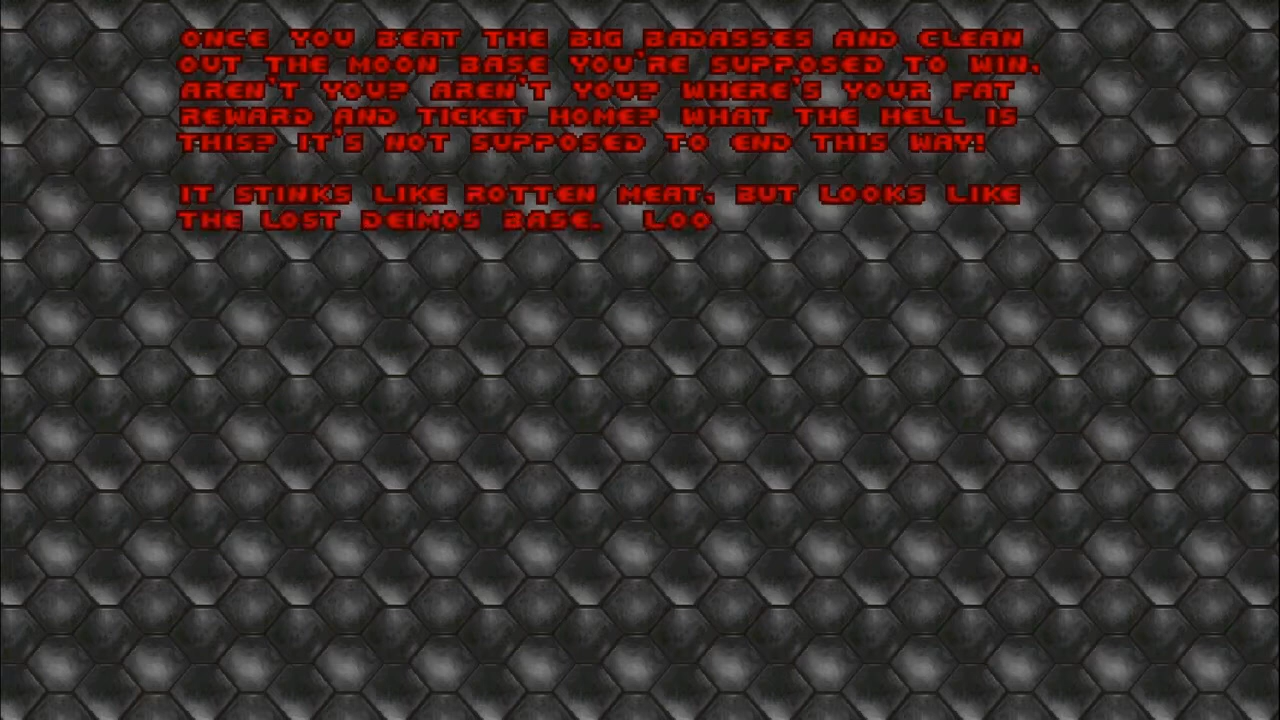 ONCE YOU BEAT THE BIG BADASSES AND CLEAN
OUT THE MOON BASE YOU'RE SUPPOSED TO WIN,
AREN'T YOU? AREN'T YOU? WHERE'S YOUR FAT
REWARD AND TICKET HOME? WHAT THE HELL IS
THIS? IT'S NOT SUPPOSED TO END THIS WAY!
IT STINKS LIKE ROTTEN MEAT, BUT LOOKS LIKE
THE LOST DEIMOS BASE.  LOO